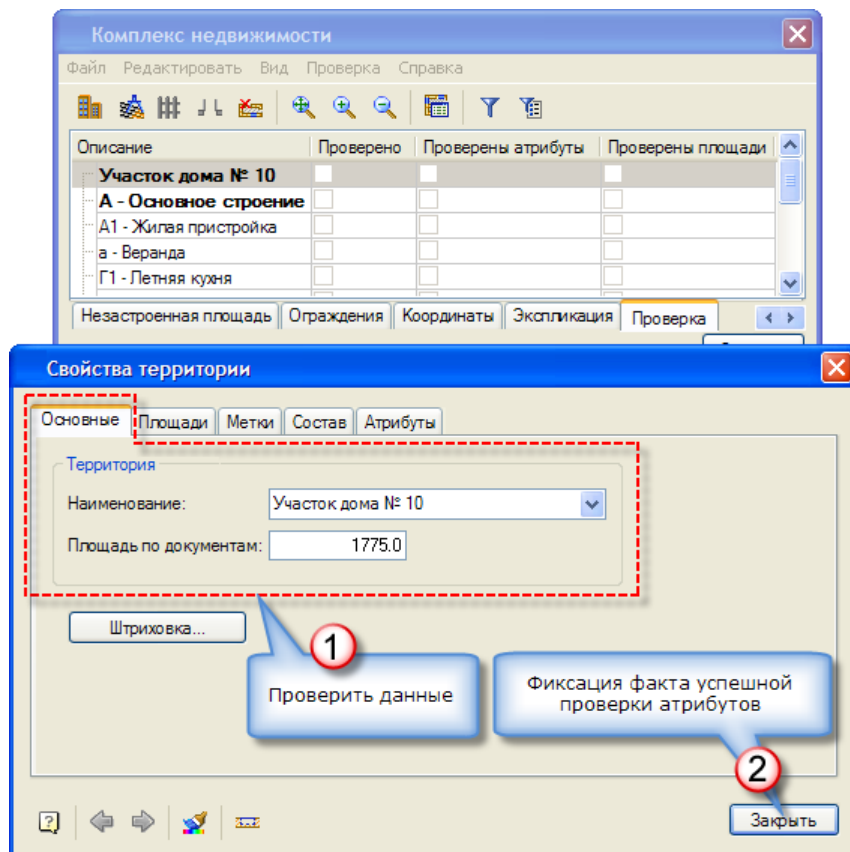 Комплекс недвижимости
Файл Редактировать Вид Проверка Справка
Описание Проверено Проверены атрибуты Проверены площади
Участок дома № 10
А - Основное строение
А1 - Жилая пристройка
а - Веранда
Г1 - Летняя кухня
Незастроенная площадь Ограждения Координаты Экспликация Проверка
Свойства территории
Основные Площади Метки Состав Атрибуты
Территория
Наименование: Участок дома № 10
Площадь по документам: 1775.0
Штриховка...
1
Проверить данные
Фиксация факта успешной
проверки атрибутов
2
Закрыть